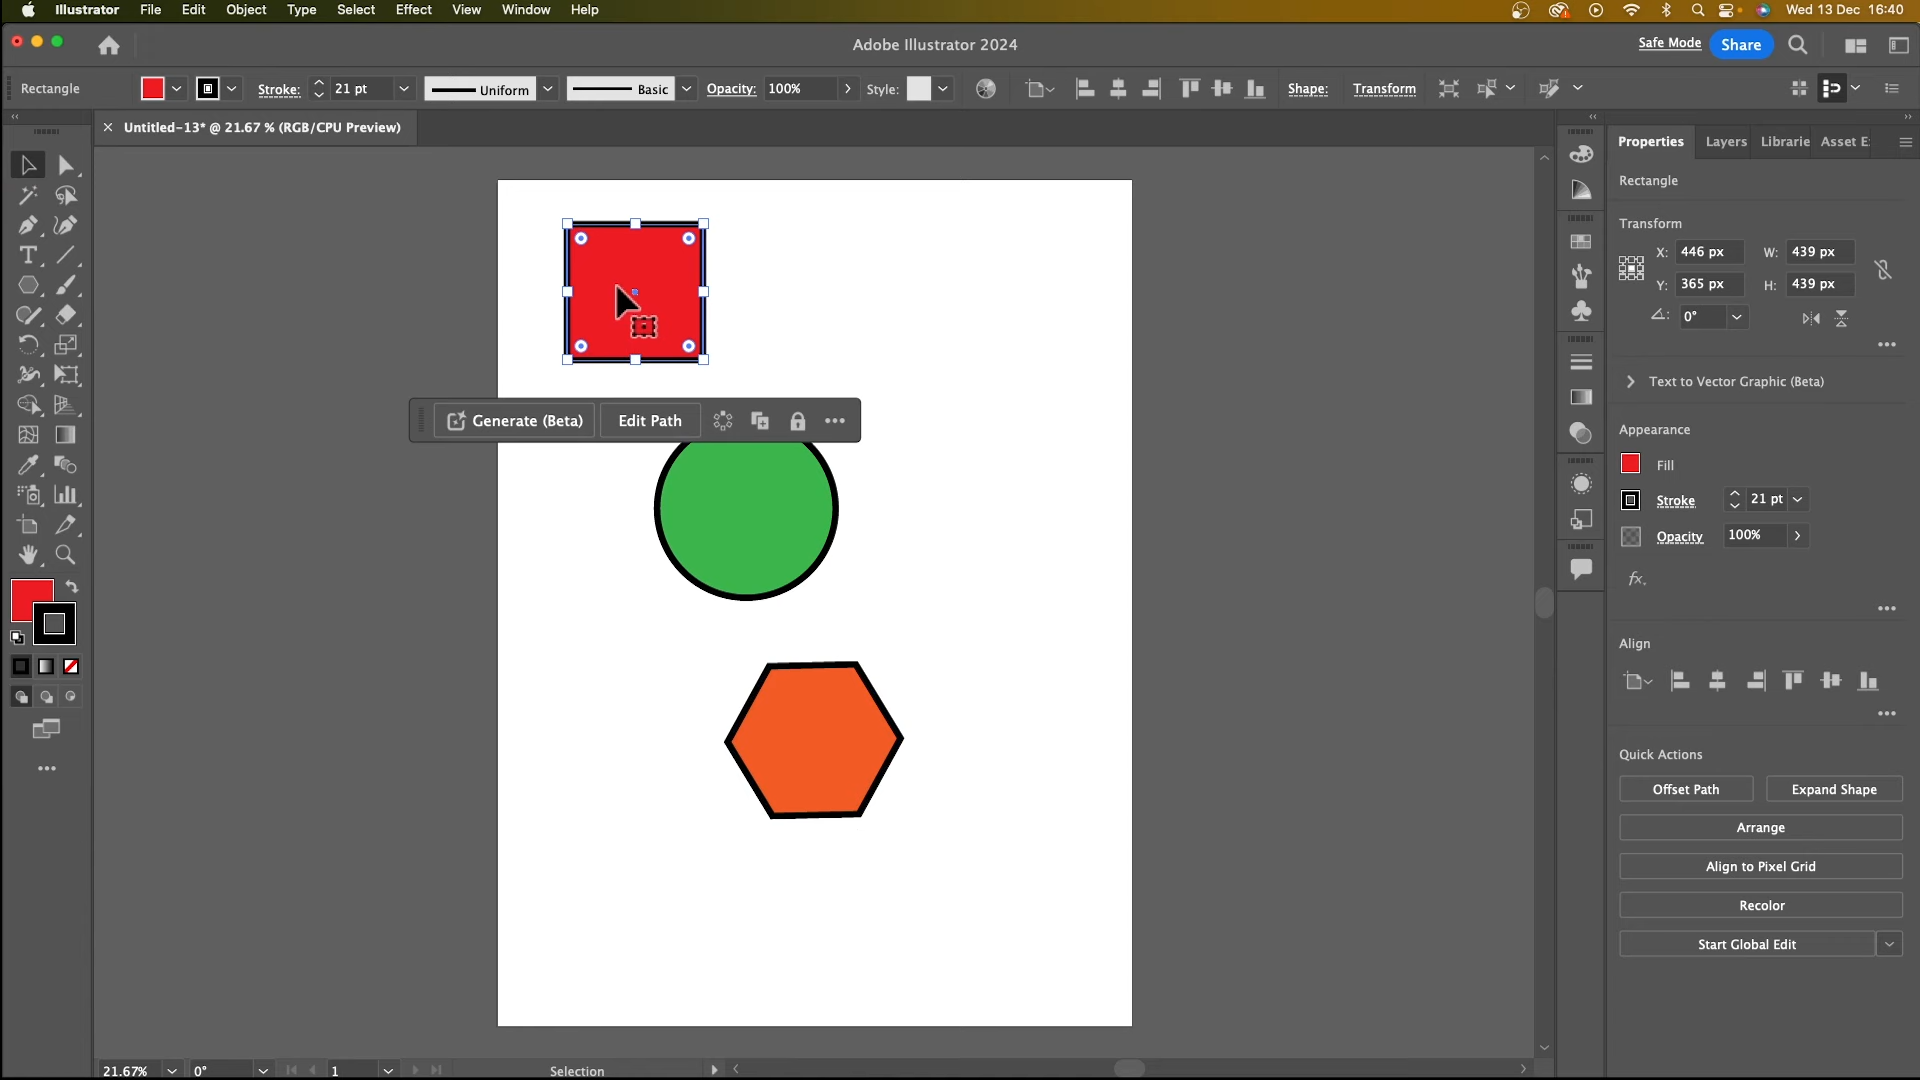 Illustrator File Edit Object Type Select Effect View Window Help Wed 13 Dec 16:40
Adobe Illustrator 2024 Safe Mode Share
Rectangle Stroke: 21 pt Uniform Basic Opacity: 100% Style: Shape: Transform
Untitled-13* @ 21.67 % (RGB/CPU Preview)
Properties Layers Librarie Asset E
Rectangle
Transform
X: 446 px W: 439 px
Y: 365 px H: 439 px
0°
Text to Vector Graphic (Beta)
Generate (Beta) Edit Path
Appearance
Fill
Stroke 21 pt
Opacity 100%
fx.
Align
Quick Actions
Offset Path Expand Shape
Arrange
Align to Pixel Grid
Recolor
Start Global Edit
21.67% 0° 1 Selection